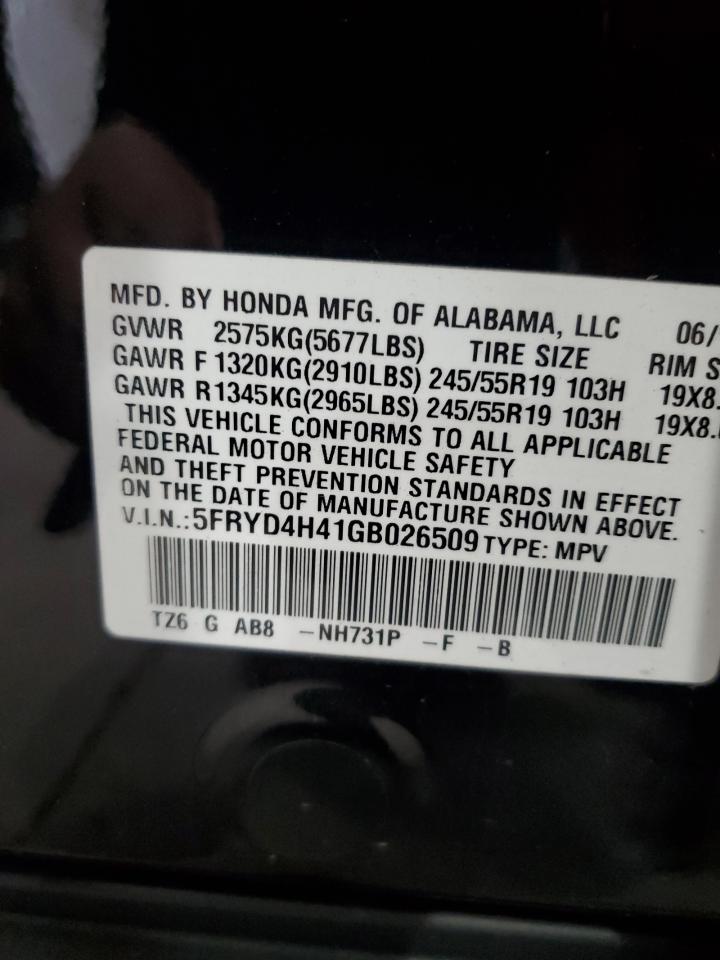 MFD. BY HONDA MFG. OF ALABAMA, LLC 06/
GVWR 2575KG(5677LBS) TIRE SIZE RIM S
GAWR F 1320KG(2910LBS) 245/55R19 103H 19X8.
GAWR R 1345KG(2965LBS) 245/55R19 103H 19X8.
THIS VEHICLE CONFORMS TO ALL APPLICABLE
FEDERAL MOTOR VEHICLE SAFETY
AND THEFT PREVENTION STANDARDS IN EFFECT
ON THE DATE OF MANUFACTURE SHOWN ABOVE.
V.I.N.:5FRYD4H41GB026509 TYPE: MPV
TZ6 G AB8 -NH731P -F -B